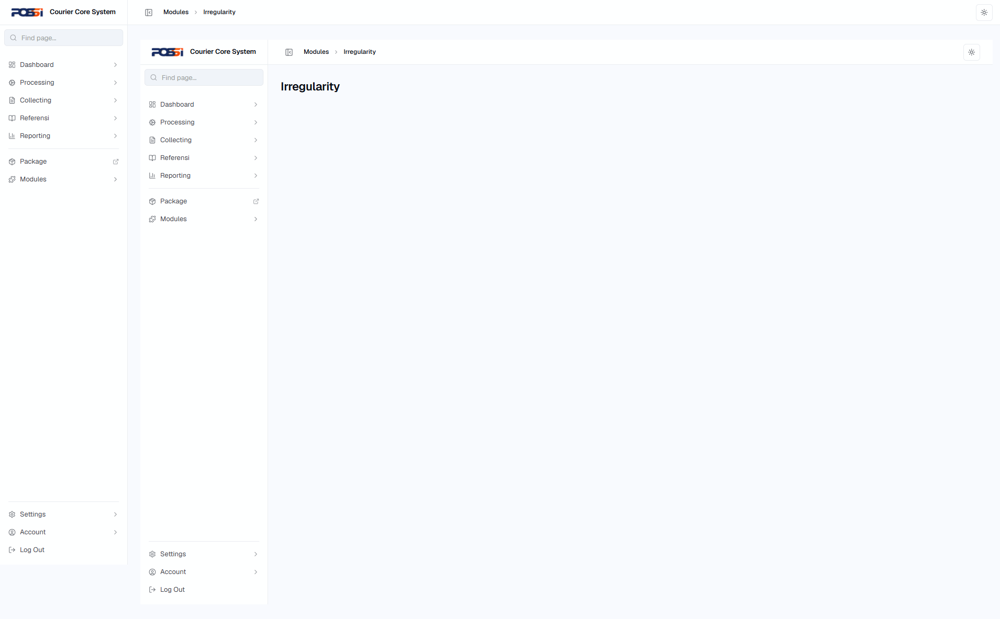 POSSi Courier Core System
Modules > Irregularity
Find page...
Dashboard
Processing
Collecting
Referensi
Reporting
Package
Modules
Settings
Account
Log Out
POSSi Courier Core System
Modules > Irregularity
Find page...
Dashboard
Processing
Collecting
Referensi
Reporting
Package
Modules
Settings
Account
Log Out
Irregularity